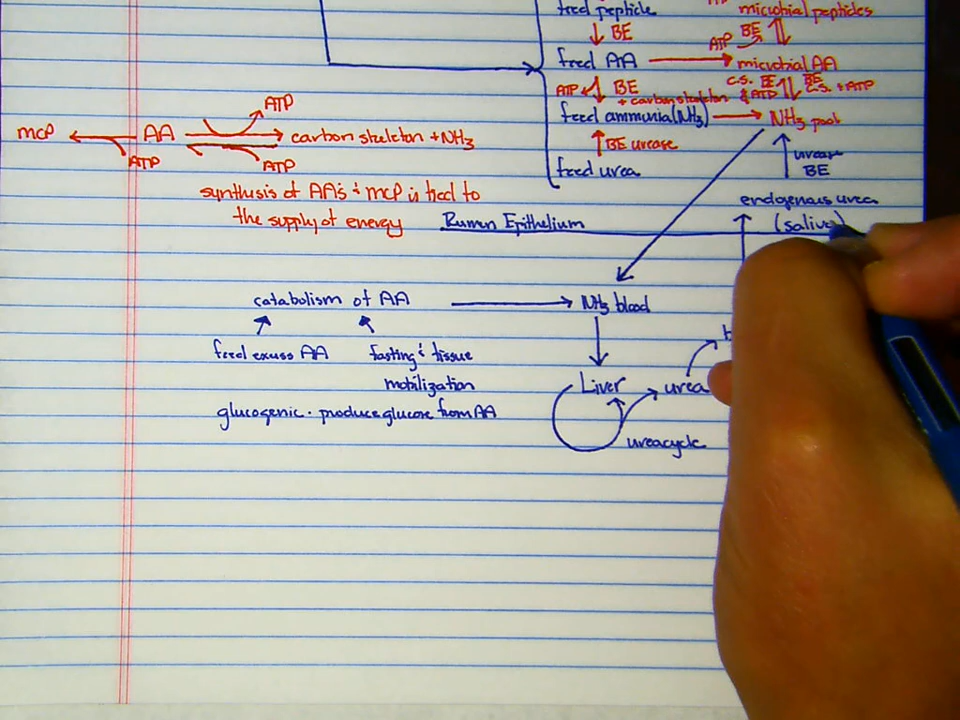 feed peptide
microbial peptides
BE
ATP BE
feed AA
microbial AA
ATP BE
C.S. BE & ATP
BE C.S. + ATP
+ carbon skeleton
feed ammonia (NH3)
NH3 pool
ATP
mcp
AA
carbon skeleton + NH3
ATP
ATP
BE urease
urease
BE
feed urea
synthesis of AA's & mcp is tied to
the supply of energy
endogenous urea
(saliva)
Rumen Epithelium
catabolism of AA
NH3 blood
feed excess AA
fasting & tissue
mobilization
Liver
urea
glucogenic · produce glucose from AA
urea cycle